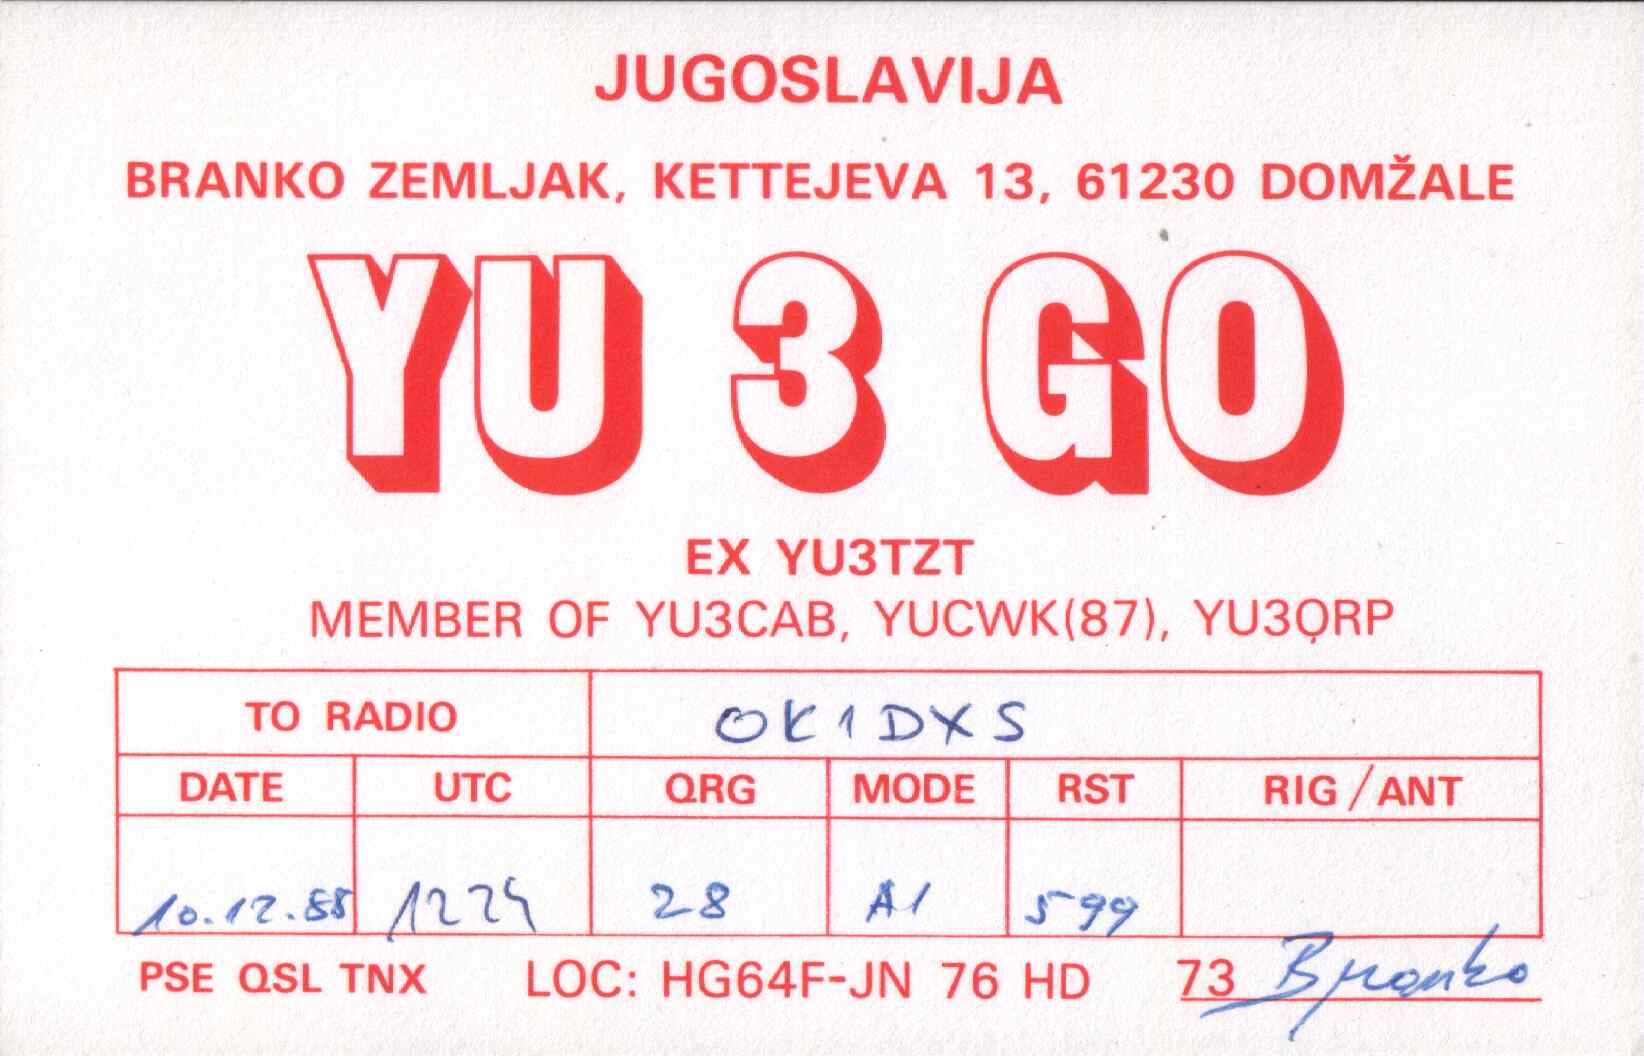 JUGOSLAVIJA
BRANKO ZEMLJAK, KETTEJEVA 13, 61230 DOMŽALE
YU 3 GO
EX YU3TZT
MEMBER OF YU3CAB, YUCWK(87), YU3QRP
TO RADIO OK1DXS
DATE UTC QRG MODE RST RIG/ANT
10.12.88 1224 28 A1 599
PSE QSL TNX LOC: HG64F-JN 76 HD 73 Branko